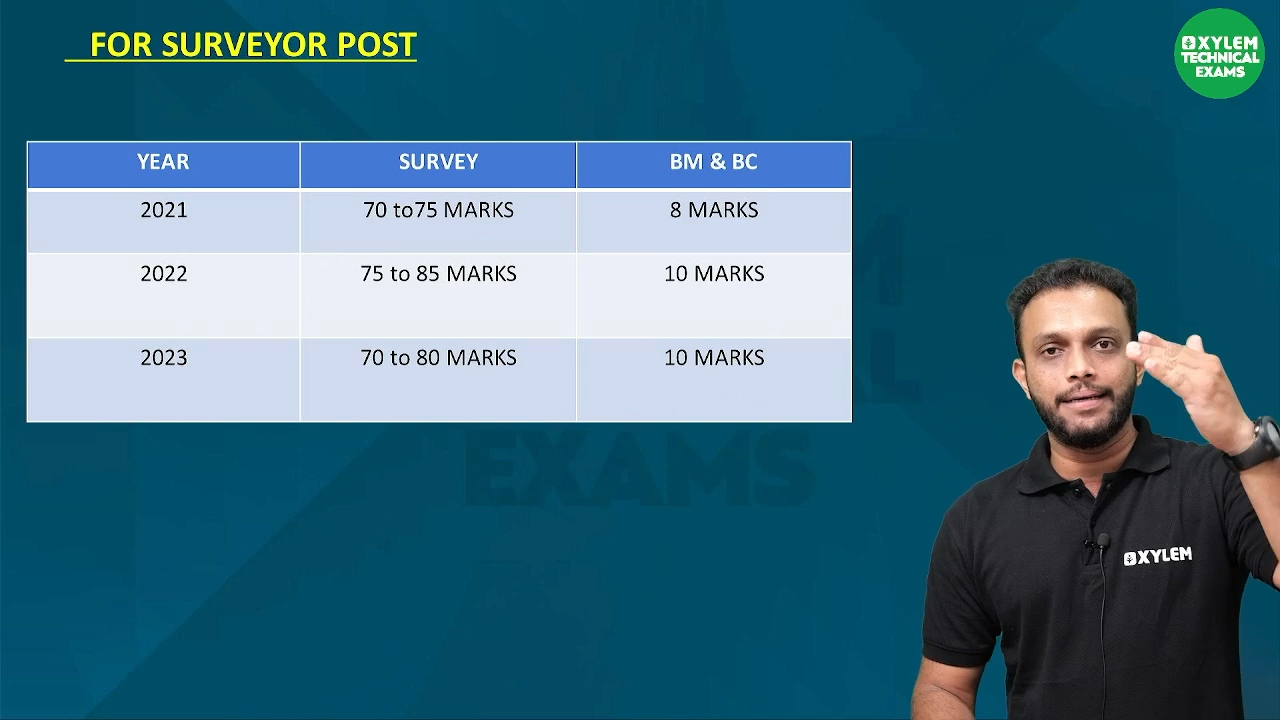 FOR SURVEYOR POST
XYLEM
TECHNICAL
EXAMS
YEAR SURVEY BM & BC
2021 70 to75 MARKS 8 MARKS
2022 75 to 85 MARKS 10 MARKS
2023 70 to 80 MARKS 10 MARKS
EXAMS
XYLEM